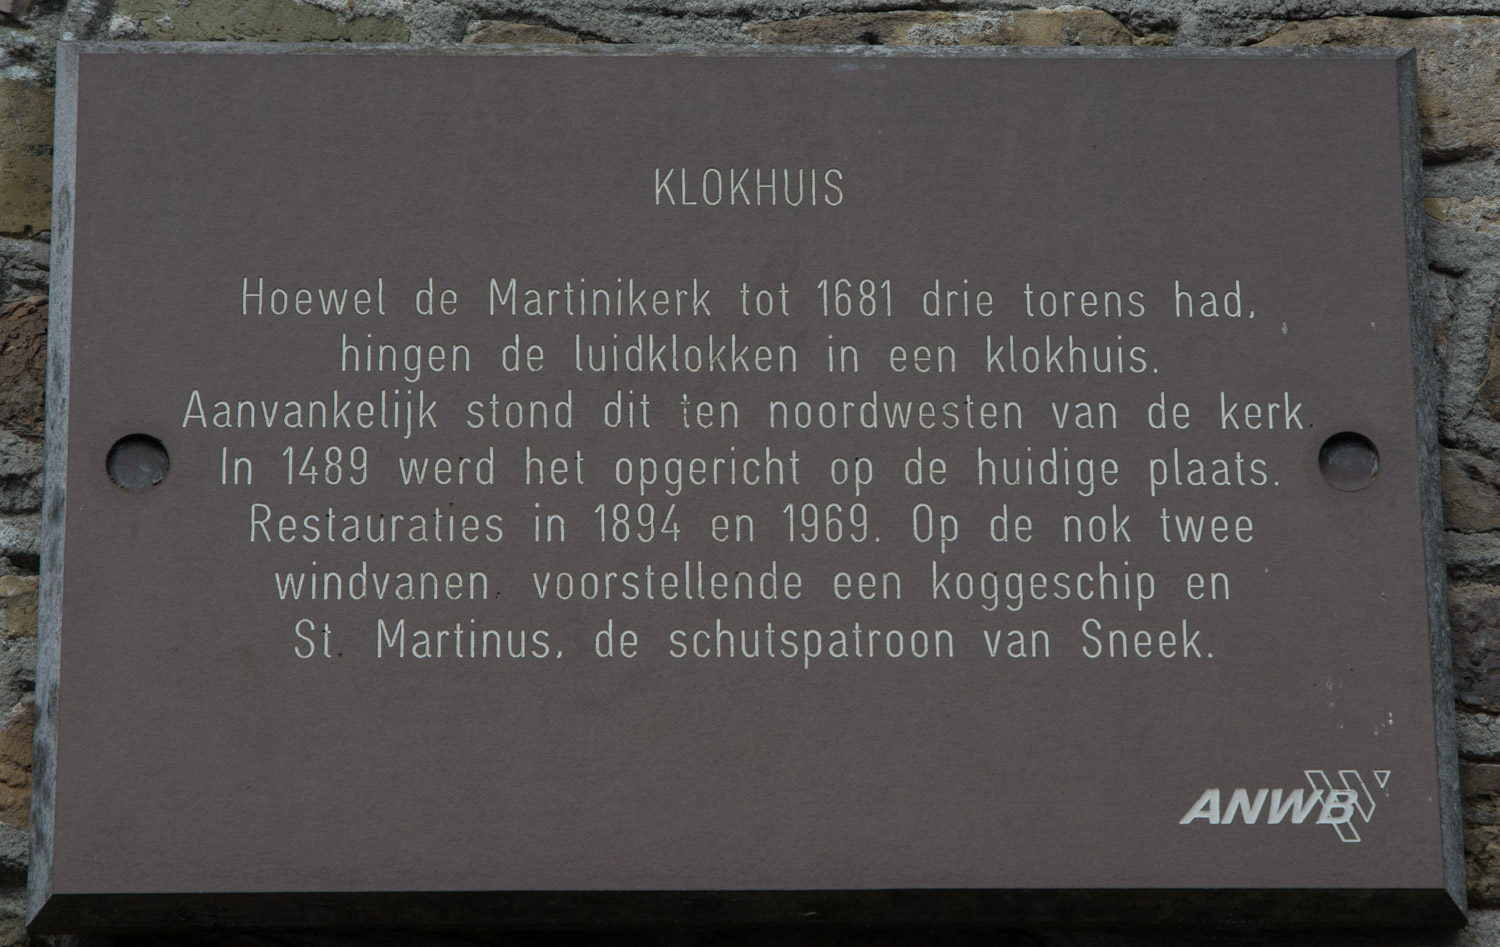 KLOKHUIS
Hoewel de Martinikerk tot 1681 drie torens had,
hingen de luidklokken in een klokhuis.
Aanvankelijk stond dit ten noordwesten van de kerk.
In 1489 werd het opgericht op de huidige plaats.
Restauraties in 1894 en 1969. Op de nok twee
windvanen, voorstellende een koggeschip en
St. Martinus, de schutspatroon van Sneek.
ANWB